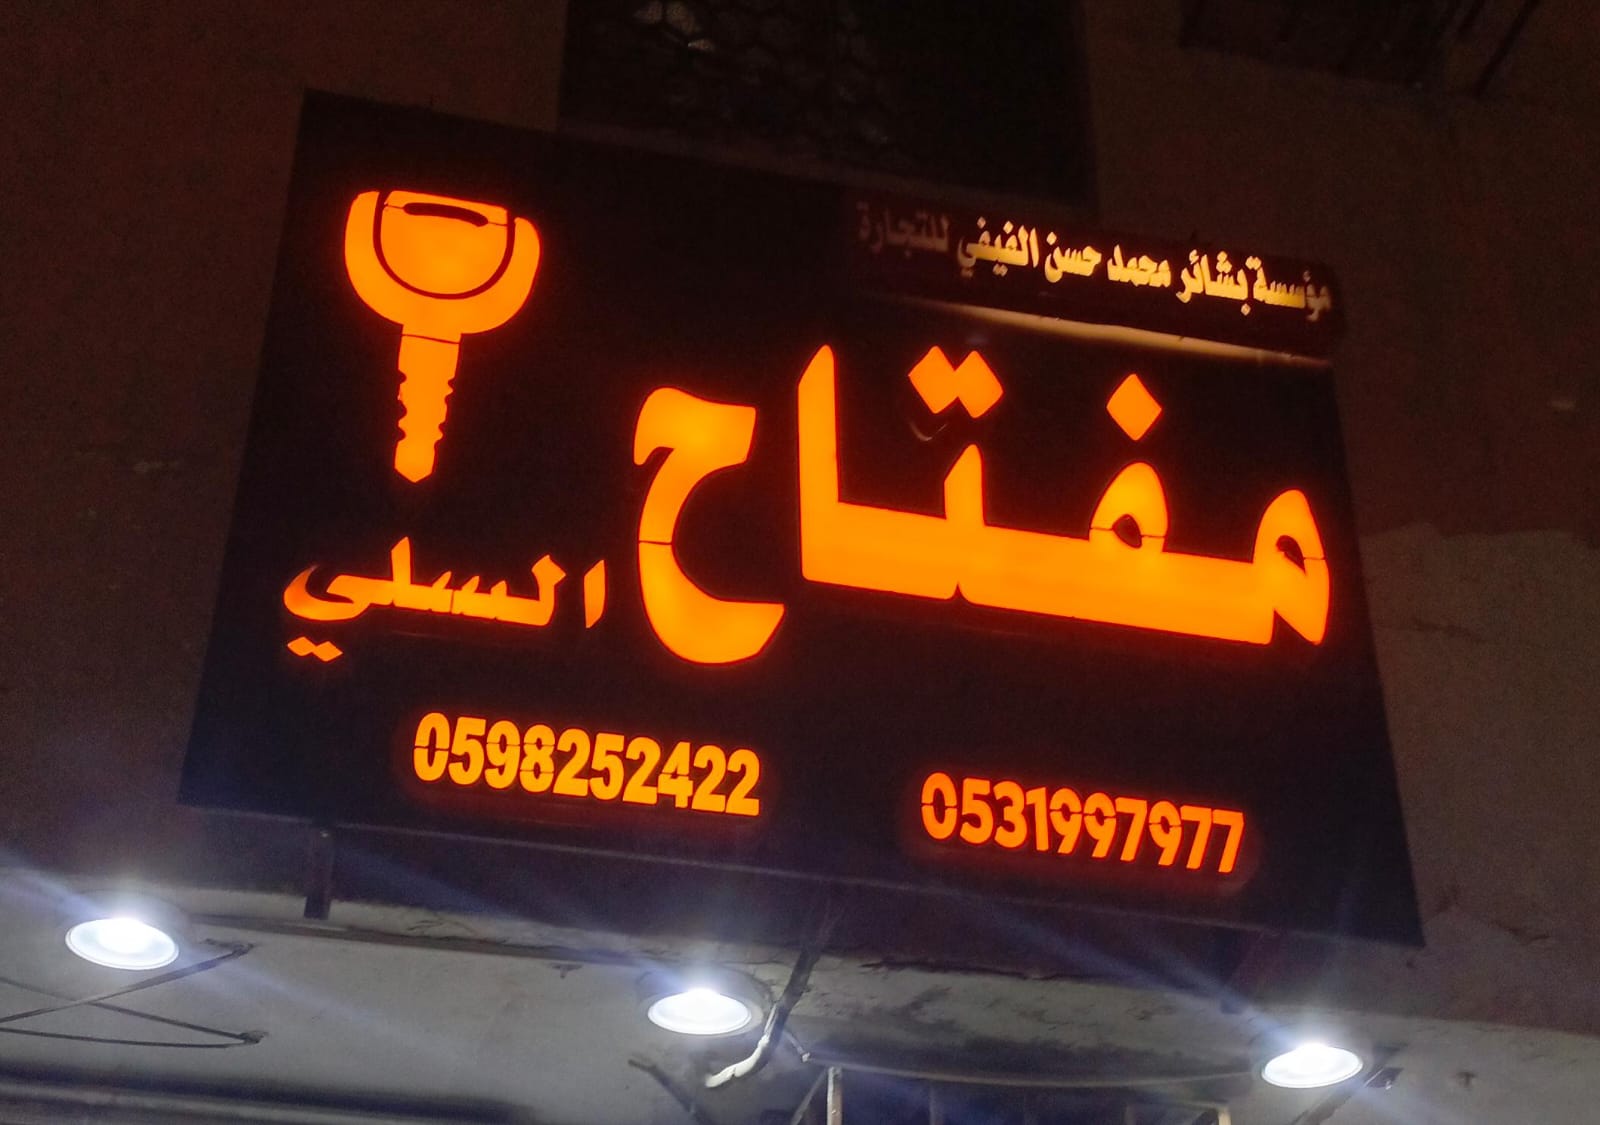 مؤسسة بشائر محمد حسن الفيفي للتجارة
مفتاح
السلي
0598252422
0531997977